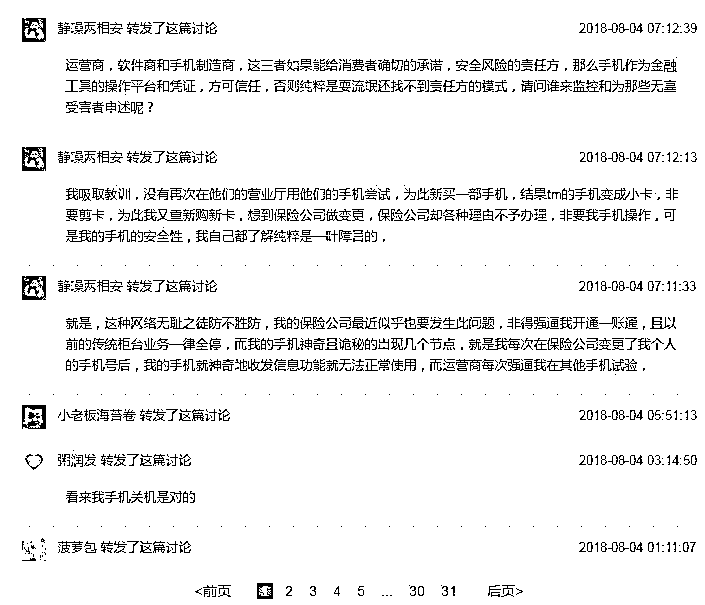 静漠两相安 转发了这篇讨论 2018-08-04 07:12:39
运营商，软件商和手机制造商，这三者如果能给消费者确切的承诺，安全风险的责任方，那么手机作为金融
工具的操作平台和凭证，方可信任，否则纯粹是耍流氓还找不到责任方的模式，请问谁来监控和为那些无辜
受害者申述呢？
静漠两相安 转发了这篇讨论 2018-08-04 07:12:13
我吸取教训，没有再次在他们的营业厅用他们的手机尝试，为此新买一部手机，结果tm的手机变成小卡，非
要剪卡，为此我又重新购新卡，想到保险公司做变更，保险公司却各种理由不予办理，非要我手机操作，可
是我的手机的安全性，我自己都了解纯粹是一叶障目的，
静漠两相安 转发了这篇讨论 2018-08-04 07:11:33
就是，这种网络无耻之徒防不胜防，我的保险公司最近似乎也要发生此问题，非得强逼我开通一账通，且以
前的传统柜台业务一律全停，而我的手机神奇且诡秘的出现几个节点，就是我每次在保险公司变更了我个人
的手机号后，我的手机就神奇地收发信息功能就无法正常使用，而运营商每次强逼我在其他手机试验，
小老板海苔卷 转发了这篇讨论 2018-08-04 05:51:13
粥润发 转发了这篇讨论 2018-08-04 03:14:50
看来我手机关机是对的
菠萝包 转发了这篇讨论 2018-08-04 01:11:07
<前页 2 3 4 5 ... 30 31 后页>